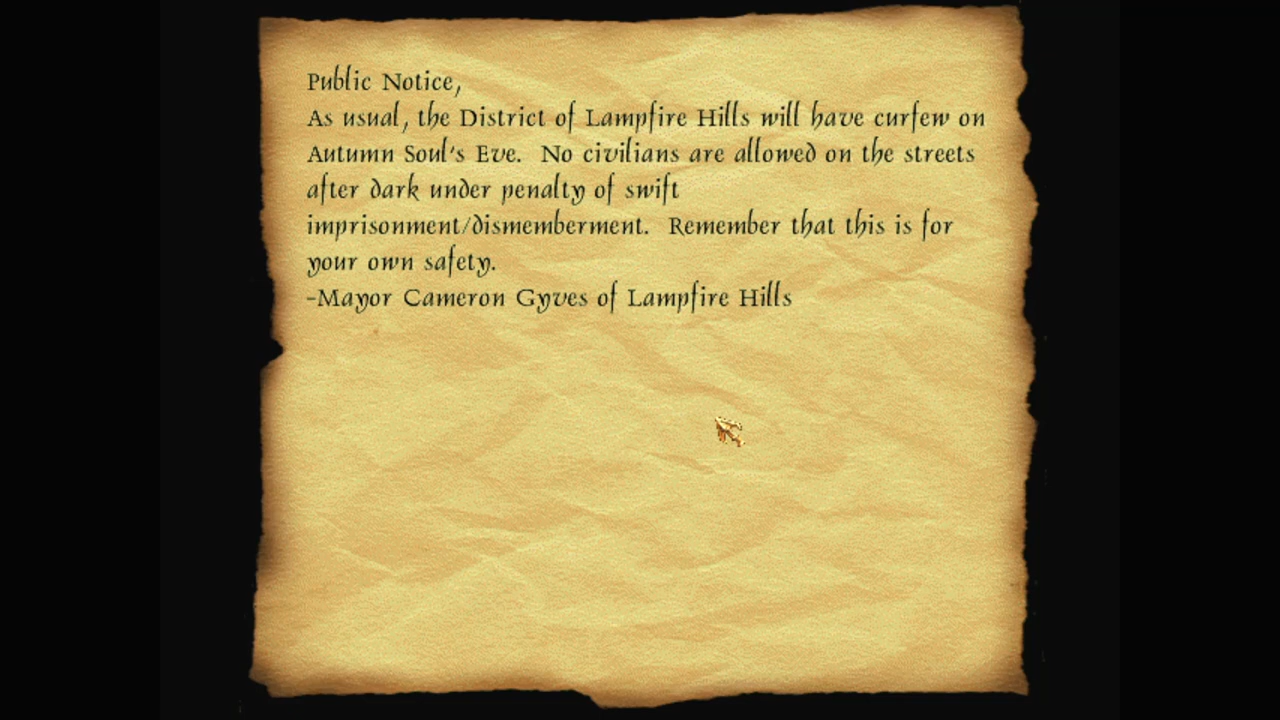 Public Notice,
As usual, the District of Lampfire Hills will have curfew on
Autumn Soul's Eve.  No civilians are allowed on the streets
after dark under penalty of swift
imprisonment/dismemberment.  Remember that this is for
your own safety.
-Mayor Cameron Gyves of Lampfire Hills